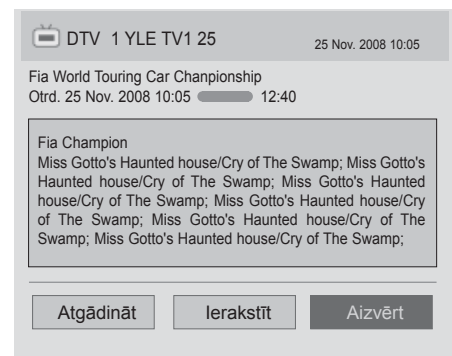 DTV 1 YLE TV1 25 25 Nov. 2008 10:05
Fia World Touring Car Chanpionship
Otrd. 25 Nov. 2008 10:05 12:40
Fia Champion
Miss Gotto's Haunted house/Cry of The Swamp; Miss Gotto's
Haunted house/Cry of The Swamp; Miss Gotto's Haunted
house/Cry of The Swamp; Miss Gotto's Haunted house/Cry
of The Swamp; Miss Gotto's Haunted house/Cry of The
Swamp; Miss Gotto's Haunted house/Cry of The Swamp;
Atgādināt Ierakstīt Aizvērt